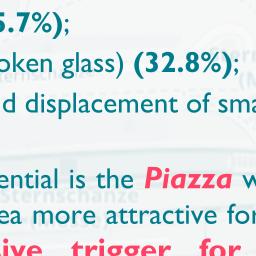 5.7%);
oken glass) (32.8%);
d displacement of sma
ential is the Piazza w
ea more attractive for
sive trigger for